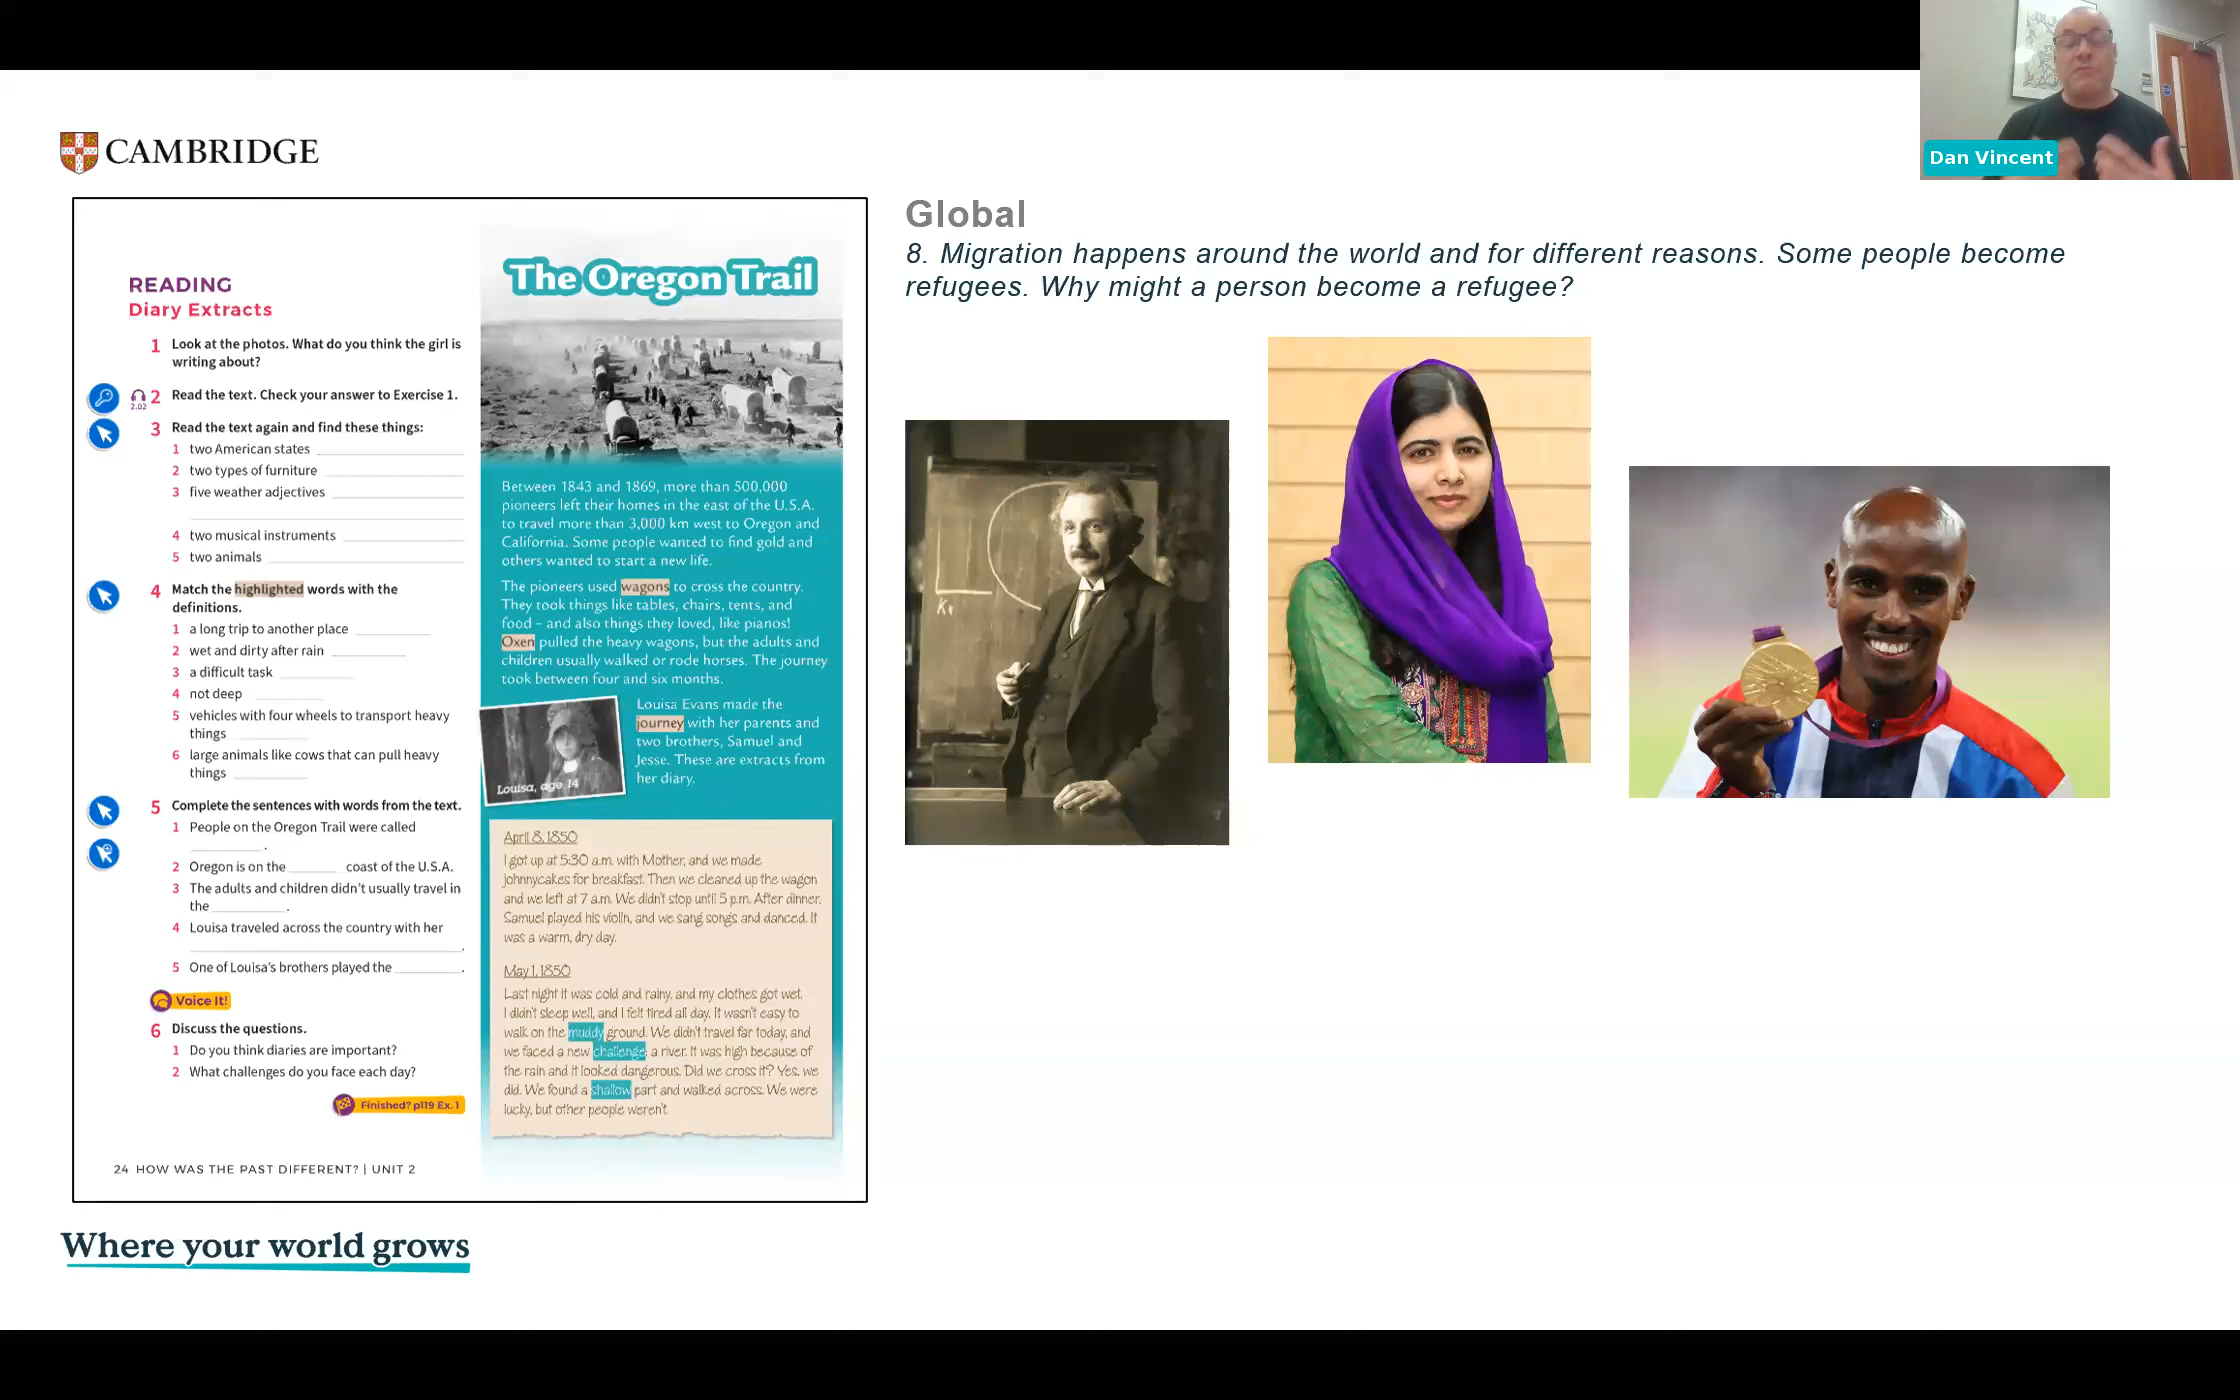 Dan Vincent
CAMBRIDGE
READING
Diary Extracts
1 Look at the photos. What do you think the girl is
writing about?
2.02 2 Read the text. Check your answer to Exercise 1.
3 Read the text again and find these things:
1 two American states
2 two types of furniture
3 five weather adjectives
4 two musical instruments
5 two animals
4 Match the highlighted words with the
definitions.
1 a long trip to another place
2 wet and dirty after rain
3 a difficult task
4 not deep
5 vehicles with four wheels to transport heavy
things
6 large animals like cows that can pull heavy
things
5 Complete the sentences with words from the text.
1 People on the Oregon Trail were called
.
2 Oregon is on the ______ coast of the U.S.A.
3 The adults and children didn't usually travel in
the ______.
4 Louisa traveled across the country with her
.
5 One of Louisa's brothers played the ______.
Voice It!
6 Discuss the questions.
1 Do you think diaries are important?
2 What challenges do you face each day?
Finished? p119 Ex. 1
24 HOW WAS THE PAST DIFFERENT? | UNIT 2
The Oregon Trail
Between 1843 and 1869, more than 500,000
pioneers left their homes in the east of the U.S.A.
to travel more than 3,000 km west to Oregon and
California. Some people wanted to find gold and
others wanted to start a new life.
The pioneers used wagons to cross the country.
They took things like tables, chairs, tents, and
food – and also things they loved, like pianos!
Oxen pulled the heavy wagons, but the adults and
children usually walked or rode horses. The journey
took between four and six months.
Louisa, age 14
Louisa Evans made the
journey with her parents and
two brothers, Samuel and
Jesse. These are extracts from
her diary.
April 8, 1850
I got up at 5:30 a.m. with Mother, and we made
johnnycakes for breakfast. Then we cleaned up the wagon
and we left at 7 a.m. We didn't stop until 5 p.m. After dinner,
Samuel played his violin, and we sang songs and danced. It
was a warm, dry day.
May 1, 1850
Last night it was cold and rainy, and my clothes got wet.
I didn't sleep well, and I felt tired all day. It wasn't easy to
walk on the muddy ground. We didn't travel far today, and
we faced a new challenge: a river. It was high because of
the rain and it looked dangerous. Did we cross it? Yes, we
did. We found a shallow part and walked across. We were
lucky, but other people weren't.
Global
8. Migration happens around the world and for different reasons. Some people become
refugees. Why might a person become a refugee?
Where your world grows